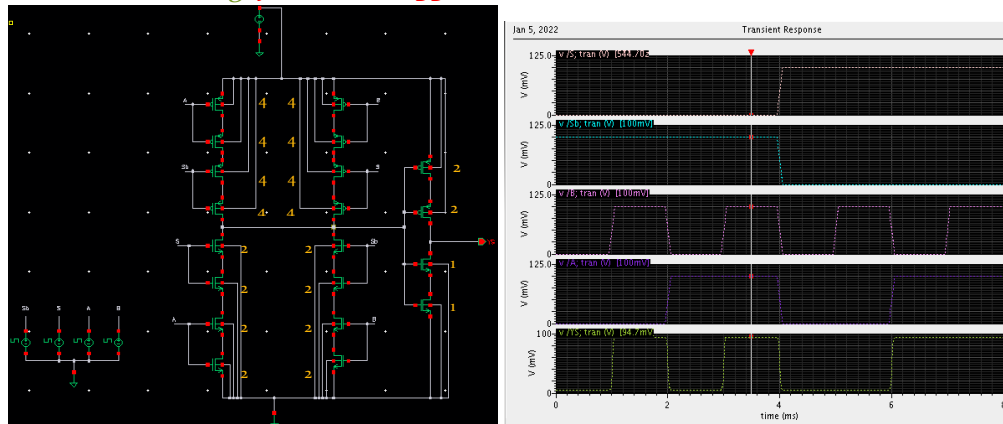 Jan 5, 2022 Transient Response
A 4 4 B
4 4
Sb 4 4 S
4 4
2
2
S 2 2 Sb
2 2
A 2 2 B
2 2
1
1
Sb S A B
125.0 v /S; tran (V)
V (mV)
0
125.0 v /Sb; tran (V) (100mV)
V (mV)
0
125.0 v /B; tran (V) (100mV)
V (mV)
0
125.0 v /A; tran (V) (100mV)
V (mV)
0
100 v /YS; tran (V) (94.7mV)
V (mV)
0
0 2 4 6 8
time (ms)